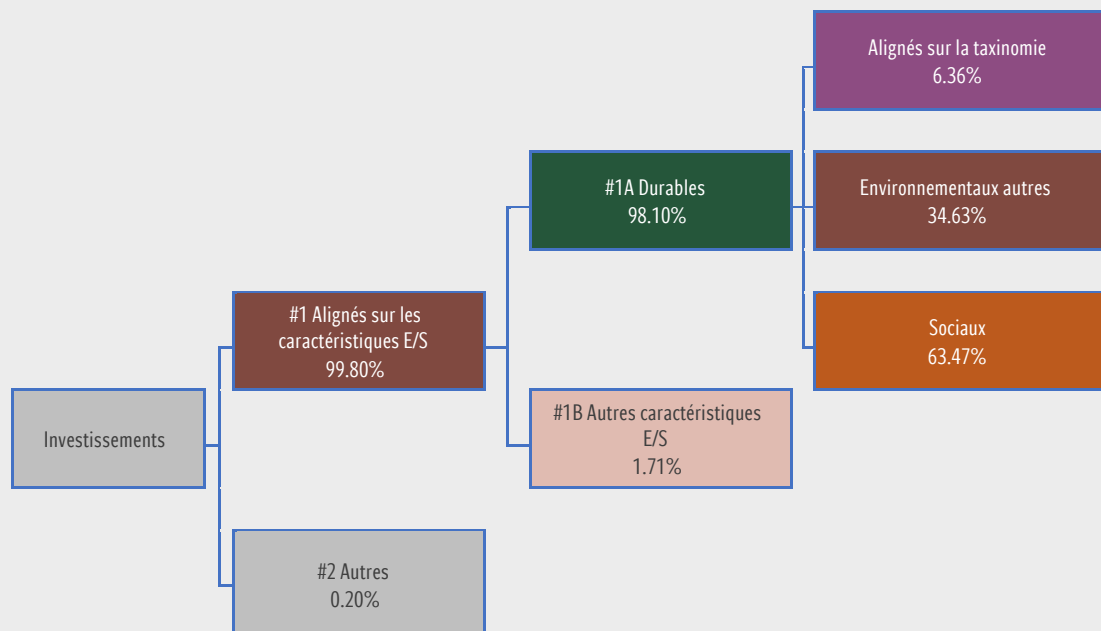 Alignés sur la taxinomie
6.36%
#1A Durables
98.10%
Environnementaux autres
34.63%
#1 Alignés sur les
caractéristiques E/S
99.80%
Sociaux
63.47%
Investissements
#1B Autres caractéristiques
E/S
1.71%
#2 Autres
0.20%